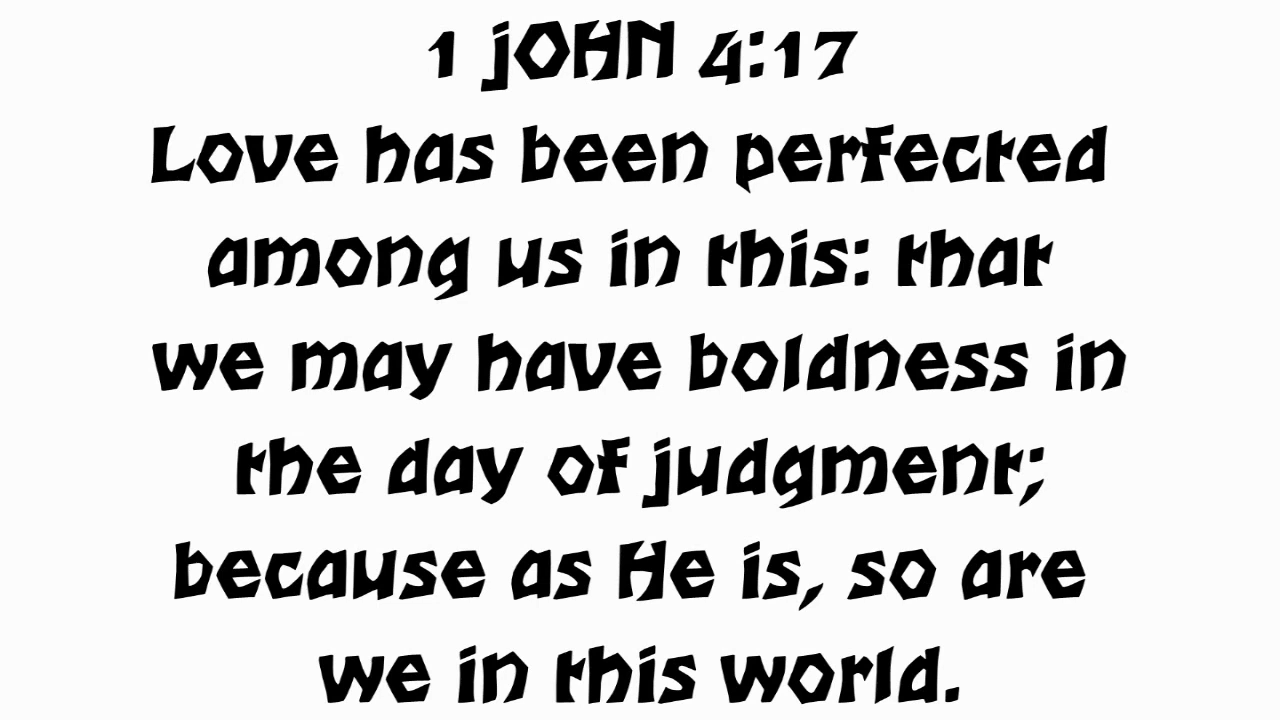 1 jOHN 4:17
Love has been perfected
among us in this: that
we may have boldness in
the day of judgment;
because as He is, so are
we in this world.